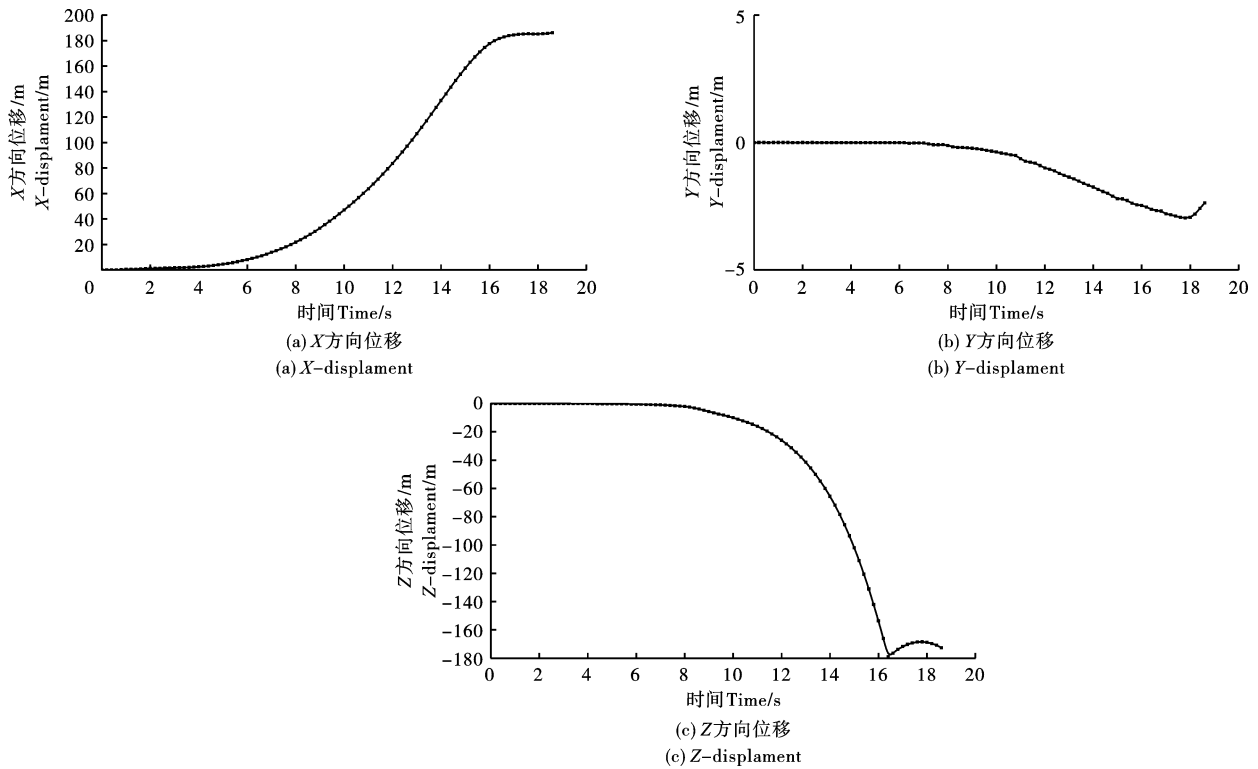 200
180
160
140
120
100
80
60
40
20
0 2 4 6 8 10 12 14 16 18 20
X方向位移/m
X-displament/m
时间Time/s
(a) X方向位移
(a) X-displament
5
0
-5
0 2 4 6 8 10 12 14 16 18 20
Y方向位移/m
Y-displament/m
时间Time/s
(b) Y方向位移
(b) Y-displament
0
-20
-40
-60
-80
-100
-120
-140
-160
-180
0 2 4 6 8 10 12 14 16 18 20
Z方向位移/m
Z-displament/m
时间Time/s
(c) Z方向位移
(c) Z-displament